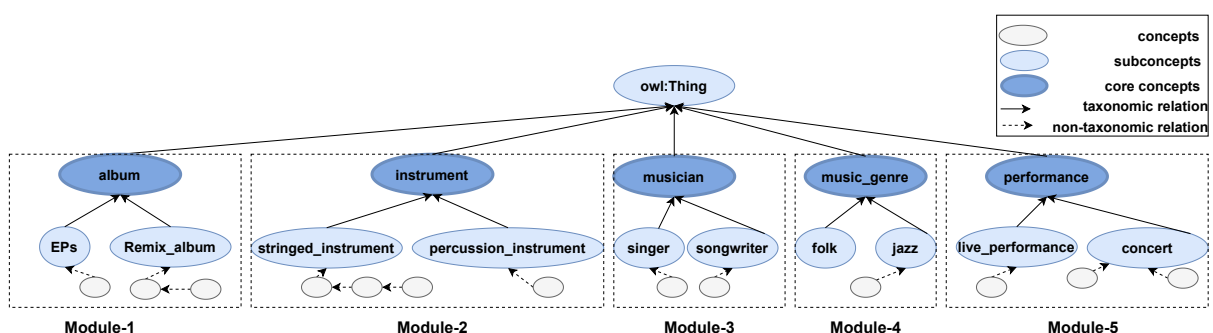 concepts
subconcepts
core concepts
taxonomic relation
non-taxonomic relation
owl:Thing
album
instrument
musician
music_genre
performance
EPs
Remix_album
stringed_instrument
percussion_instrument
singer
songwriter
folk
jazz
live_performance
concert
Module-1
Module-2
Module-3
Module-4
Module-5